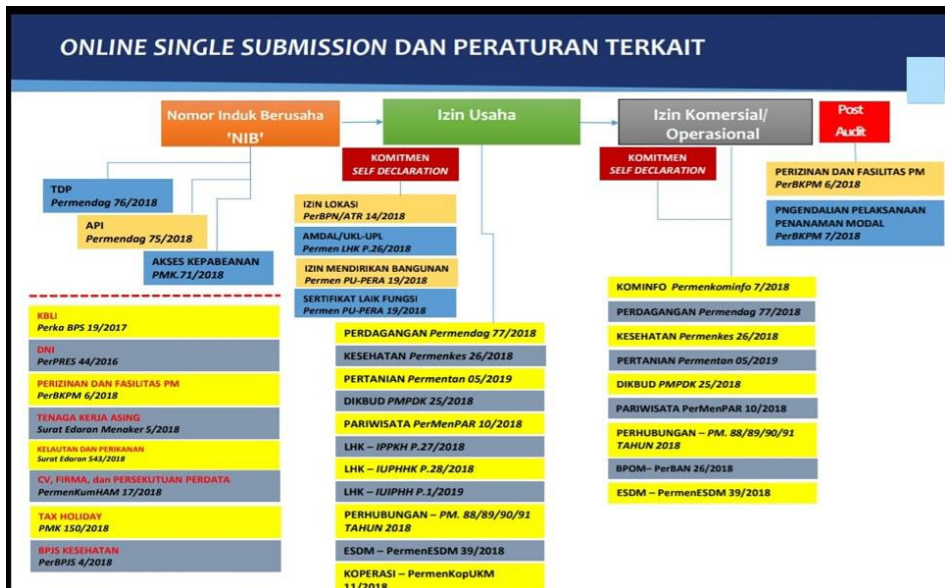 ONLINE SINGLE SUBMISSION DAN PERATURAN TERKAIT
Nomor Induk Berusaha
'NIB'
Izin Usaha
Izin Komersial/
Operasional
Post
Audit
TDP
Permendag 76/2018
API
Permendag 75/2018
AKSES KEPABEANAN
PMK.71/2018
KBLI
Perka BPS 19/2017
DNI
PerPRES 44/2016
PERIZINAN DAN FASILITAS PM
PerBKPM 6/2018
TENAGA KERJA ASING
Surat Edaran Menaker 5/2018
KELAUTAN DAN PERIKANAN
Surat Edaran 543/2018
CV, FIRMA, dan PERSEKUTUAN PERDATA
PermenKumHAM 17/2018
TAX HOLIDAY
PMK 150/2018
BPJS KESEHATAN
PerBPJS 4/2018
KOMITMEN
SELF DECLARATION
IZIN LOKASI
PerBPN/ATR 14/2018
AMDAL/UKL-UPL
Permen LHK P.26/2018
IZIN MENDIRIKAN BANGUNAN
Permen PU-PERA 19/2018
SERTIFIKAT LAIK FUNGSI
Permen PU-PERA 19/2018
PERDAGANGAN Permendag 77/2018
KESEHATAN Permenkes 26/2018
PERTANIAN Permentan 05/2019
DIKBUD PMPDK 25/2018
PARIWISATA PerMenPAR 10/2018
LHK – IPPKH P.27/2018
LHK – IUPHHK P.28/2018
LHK – IUIPHH P.1/2019
PERHUBUNGAN – PM. 88/89/90/91
TAHUN 2018
ESDM – PermenESDM 39/2018
KOPERASI – PermenKopUKM
11/2018
KOMITMEN
SELF DECLARATION
KOMINFO Permenkominfo 7/2018
PERDAGANGAN Permendag 77/2018
KESEHATAN Permenkes 26/2018
PERTANIAN Permentan 05/2019
DIKBUD PMPDK 25/2018
PARIWISATA PerMenPAR 10/2018
PERHUBUNGAN – PM. 88/89/90/91
TAHUN 2018
BPOM– PerBAN 26/2018
ESDM – PermenESDM 39/2018
PERIZINAN DAN FASILITAS PM
PerBKPM 6/2018
PNGENDALIAN PELAKSANAAN
PENANAMAN MODAL
PerBKPM 7/2018